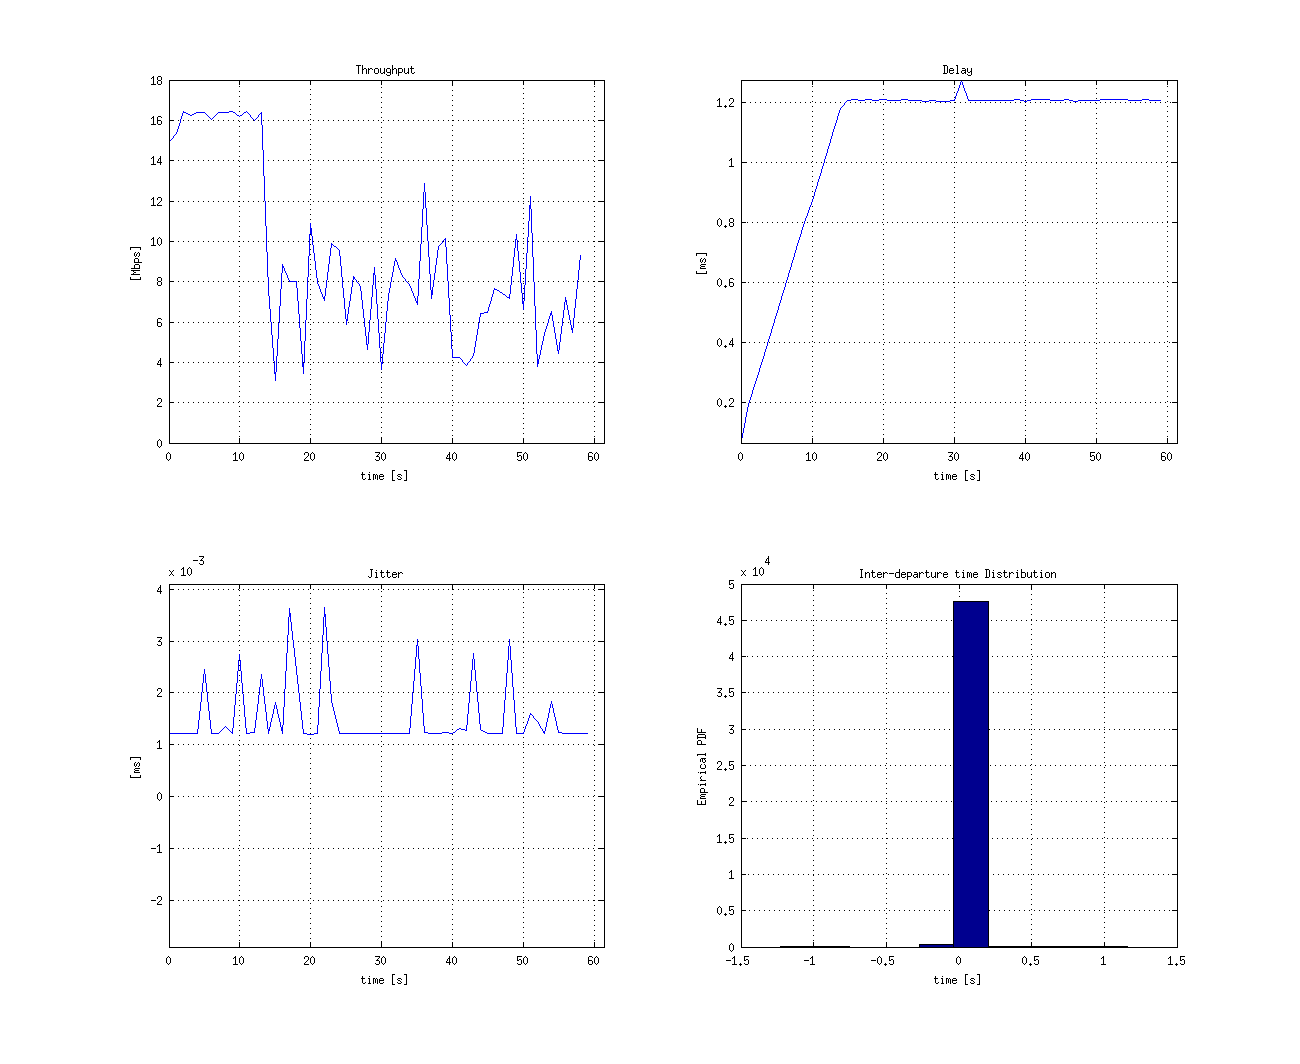 Throughput
18
16
14
12
10
8
6
4
2
0
[Mbps]
0 10 20 30 40 50 60
time [s]
Delay
1.2
1
0.8
0.6
0.4
0.2
[ms]
0 10 20 30 40 50 60
time [s]
x 10^-3
Jitter
4
3
2
1
0
-1
-2
[ms]
0 10 20 30 40 50 60
time [s]
x 10^4
Inter-departure time Distribution
5
4.5
4
3.5
3
2.5
2
1.5
1
0.5
0
Empirical PDF
-1.5 -1 -0.5 0 0.5 1 1.5
time [s]